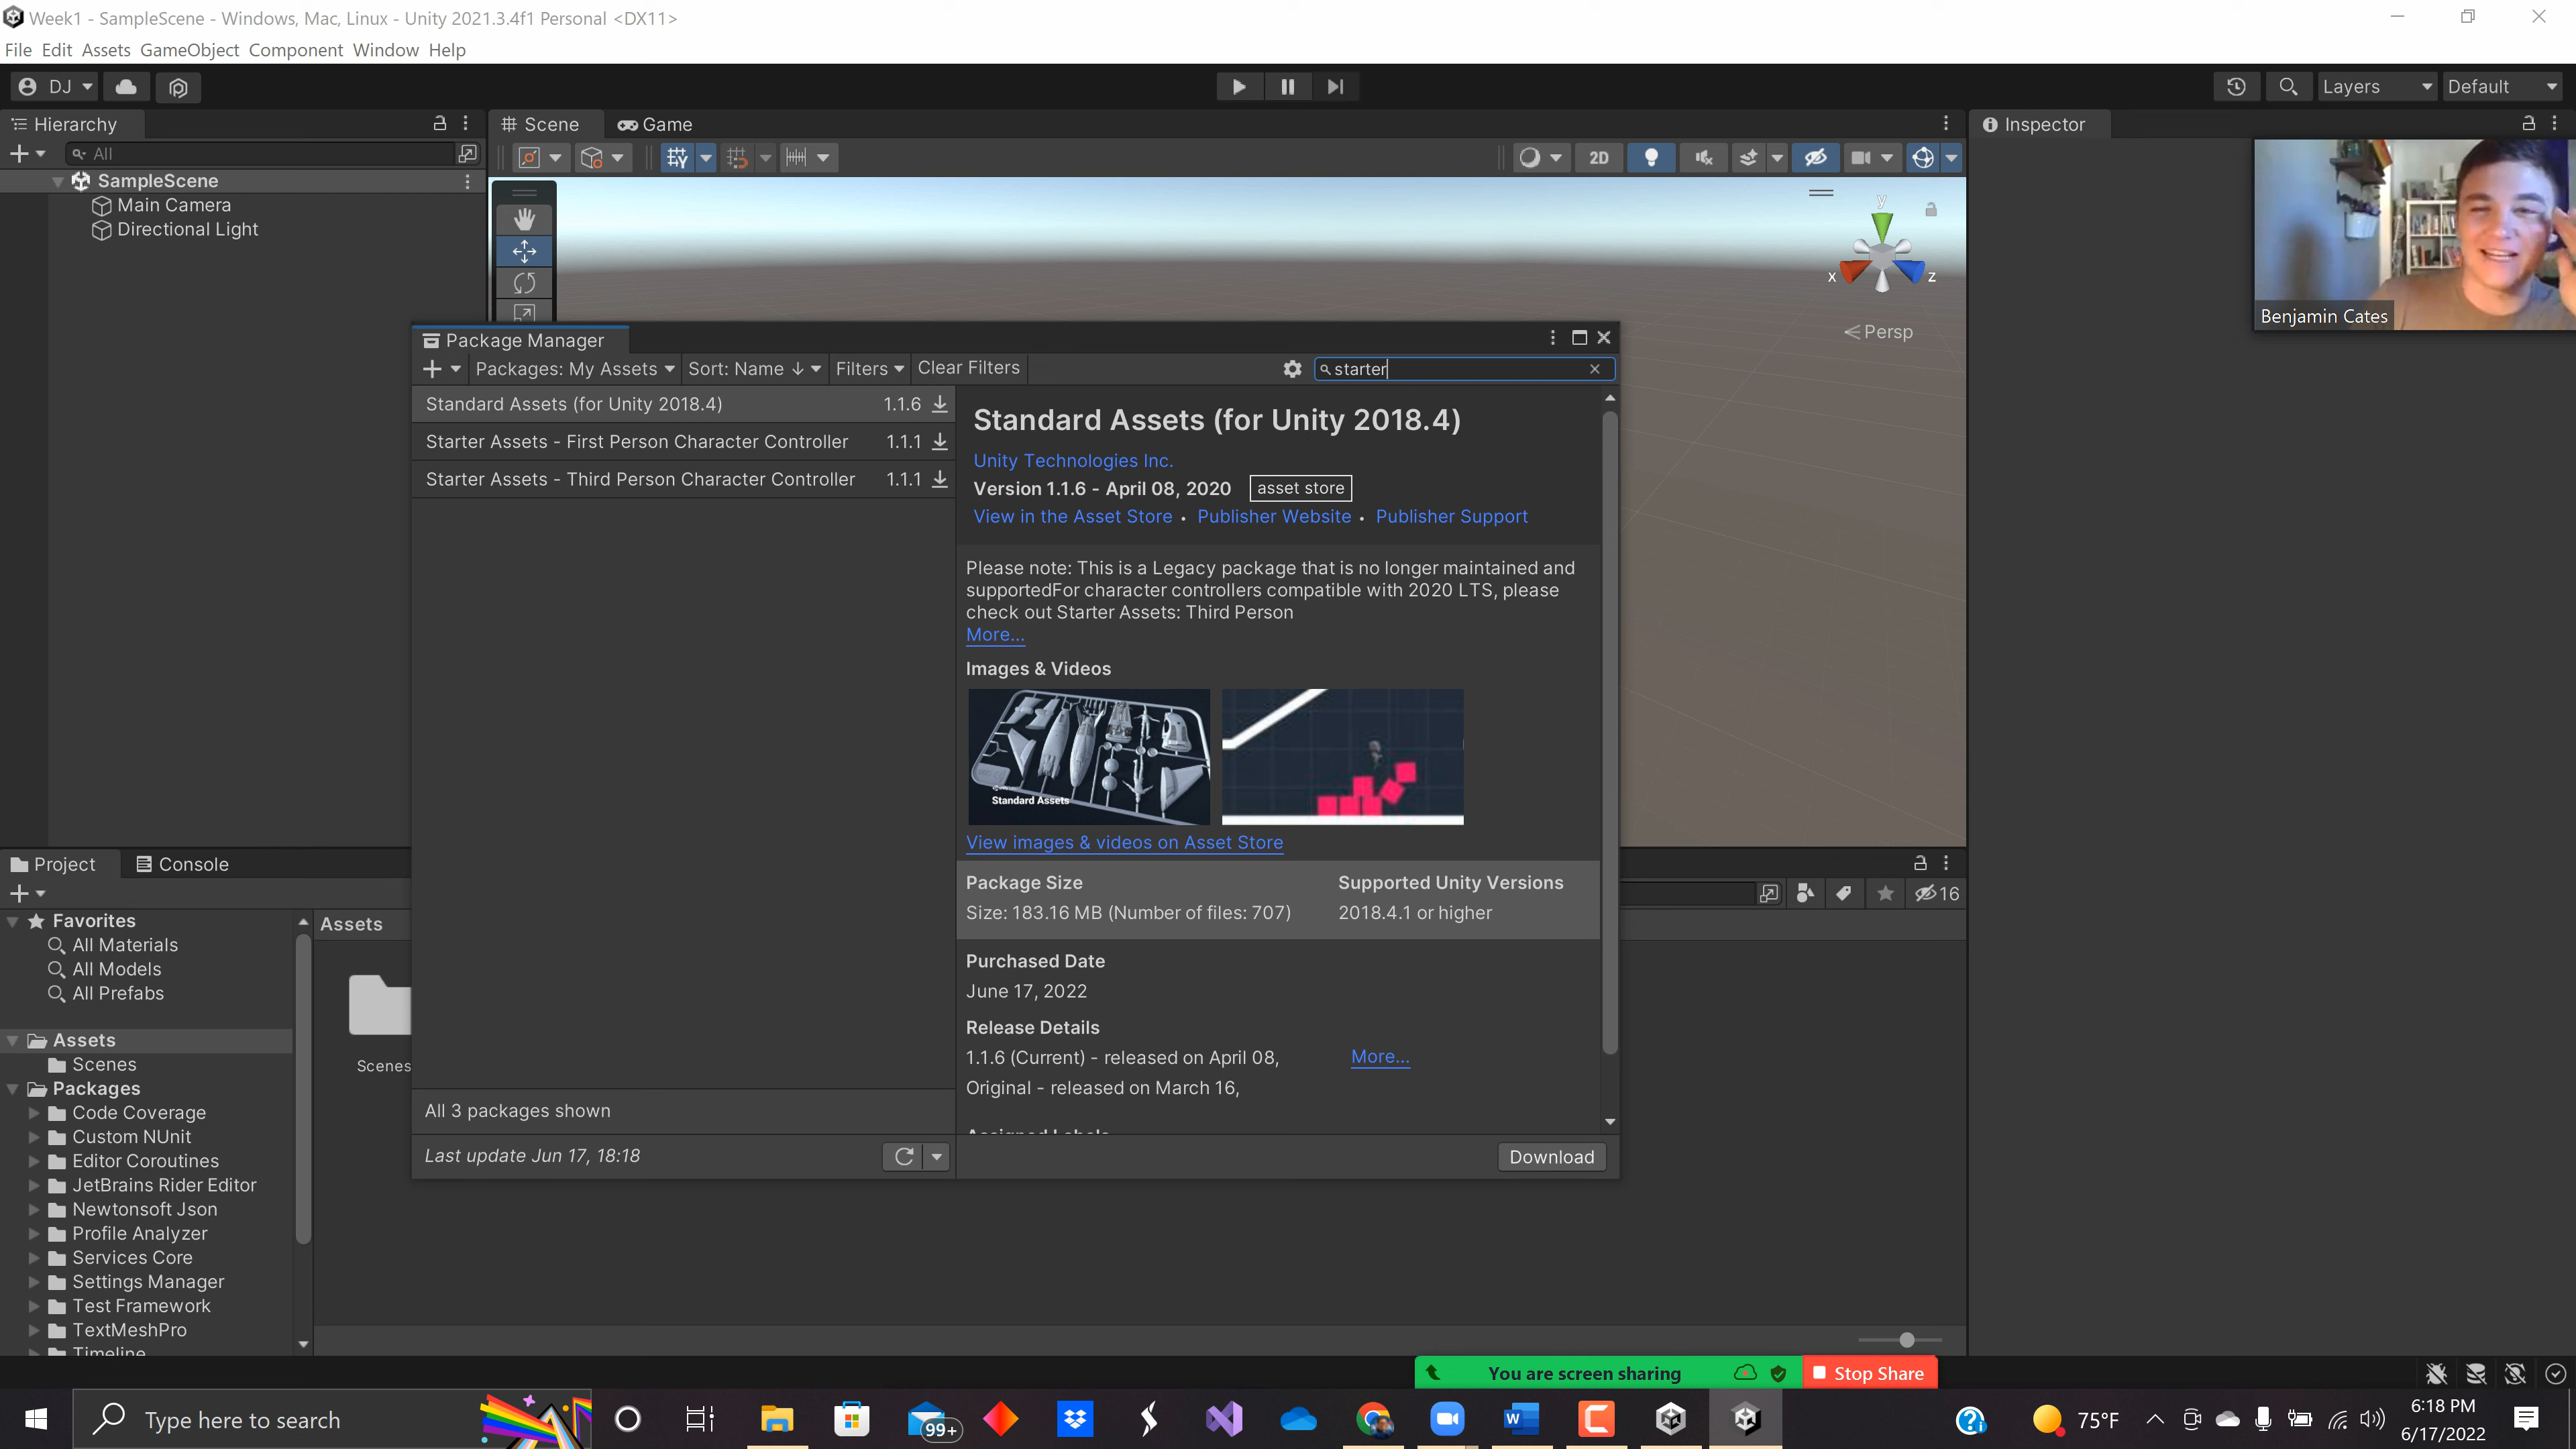 Week1 - SampleScene - Windows, Mac, Linux - Unity 2021.3.4f1 Personal <DX11>
File Edit Assets GameObject Component Window Help
DJ
Layers
Default
Hierarchy
Scene
Game
Inspector
All
2D
SampleScene
Main Camera
Directional Light
y
x
z
Persp
Benjamin Cates
Package Manager
Packages: My Assets
Sort: Name ↓
Filters
Clear Filters
starter
Standard Assets (for Unity 2018.4) 1.1.6
Starter Assets - First Person Character Controller 1.1.1
Starter Assets - Third Person Character Controller 1.1.1
All 3 packages shown
Last update Jun 17, 18:18
Standard Assets (for Unity 2018.4)
Unity Technologies Inc.
Version 1.1.6 - April 08, 2020 asset store
View in the Asset Store • Publisher Website • Publisher Support
Please note: This is a Legacy package that is no longer maintained and
supportedFor character controllers compatible with 2020 LTS, please
check out Starter Assets: Third Person
More...
Images & Videos
Standard Assets
View images & videos on Asset Store
Package Size Supported Unity Versions
Size: 183.16 MB (Number of files: 707) 2018.4.1 or higher
Purchased Date
June 17, 2022
Release Details
1.1.6 (Current) - released on April 08, More...
Original - released on March 16,
Assigned Labels
Download
Project
Console
16
Favorites
All Materials
All Models
All Prefabs
Assets
Scenes
Packages
Code Coverage
Custom NUnit
Editor Coroutines
JetBrains Rider Editor
Newtonsoft Json
Profile Analyzer
Services Core
Settings Manager
Test Framework
TextMeshPro
Timeline
Assets
Scenes
You are screen sharing
Stop Share
Type here to search
99+
75°F
6:18 PM
6/17/2022